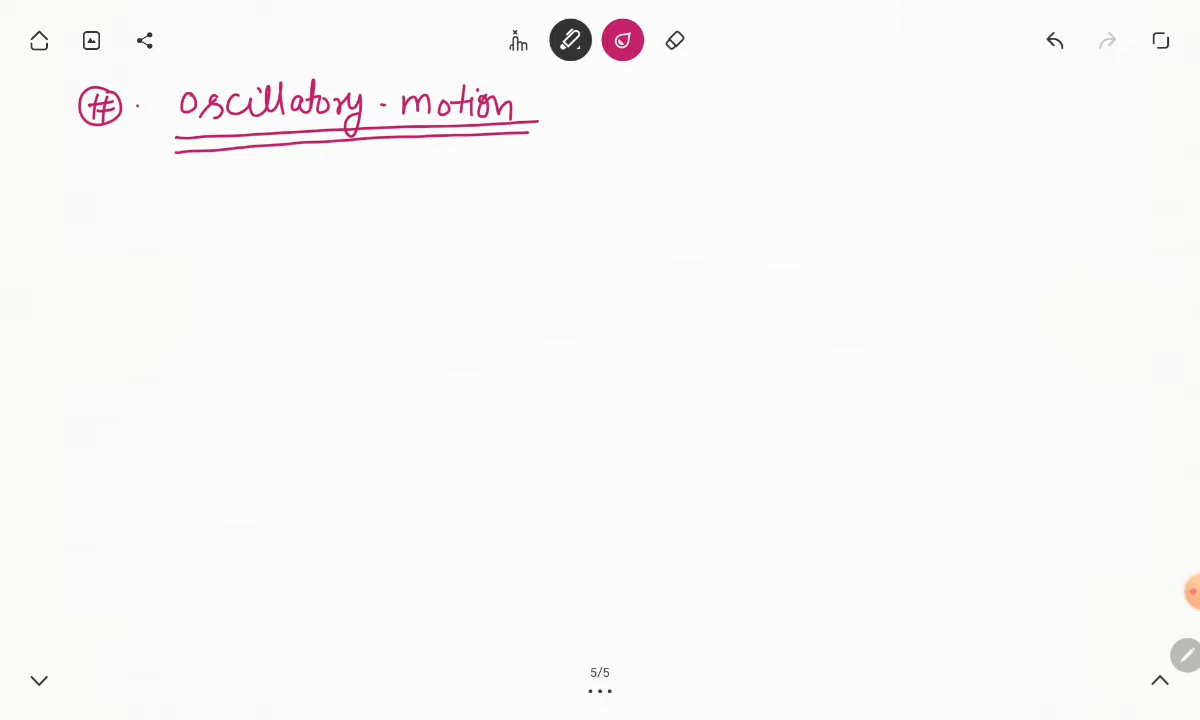 # . oscillatory . motion
5/5